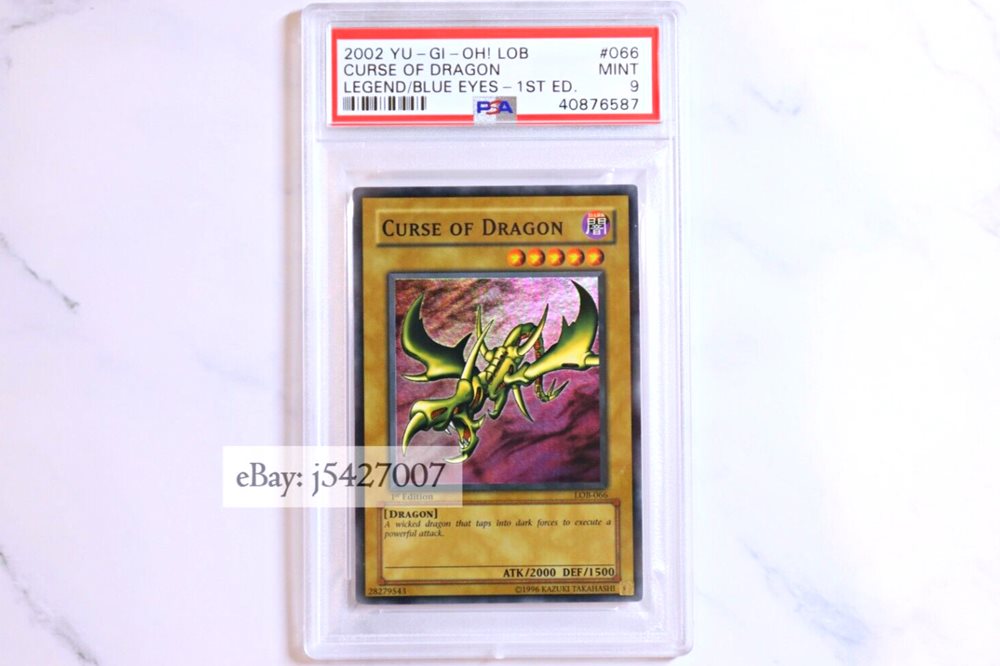 2002 YU-GI-OH! LOB #066
CURSE OF DRAGON MINT
LEGEND/BLUE EYES - 1ST ED. 9
PSA 40876587
CURSE OF DRAGON
DARK
闇
eBay: j5427007
1st Edition LOB-066
[DRAGON]
A wicked dragon that taps into dark forces to execute a
powerful attack.
ATK/2000 DEF/1500
28279543 ©1996 KAZUKI TAKAHASHI